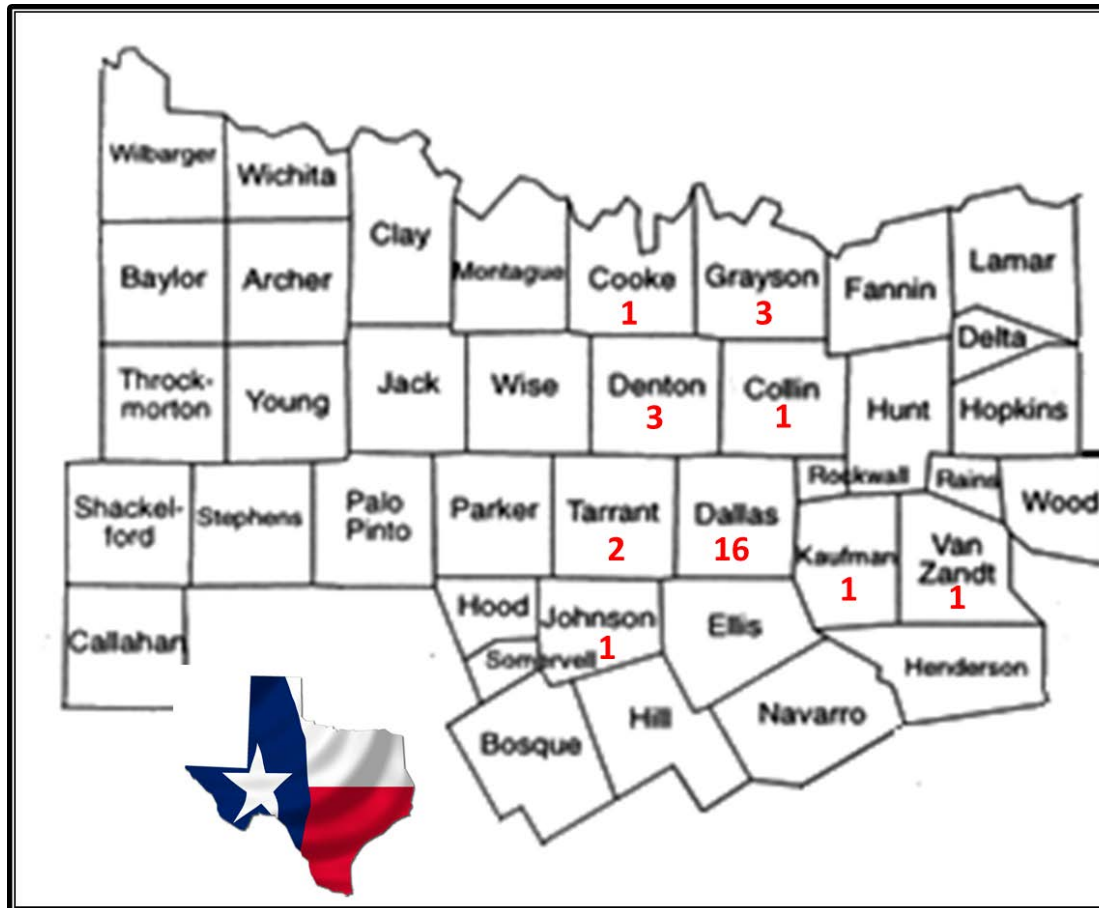 Wilbarger
Wichita
Clay
Montague
Cooke
1
Grayson
3
Fannin
Lamar
Baylor
Archer
Delta
Throck-
morton
Young
Jack
Wise
Denton
3
Collin
1
Hunt
Hopkins
Shackel-
ford
Stephens
Palo
Pinto
Parker
Tarrant
2
Dallas
16
Rockwall
Rains
Wood
Kaufman
1
Van
Zandt
1
Callahan
Hood
Johnson
1
Somervell
Ellis
Henderson
Bosque
Hill
Navarro